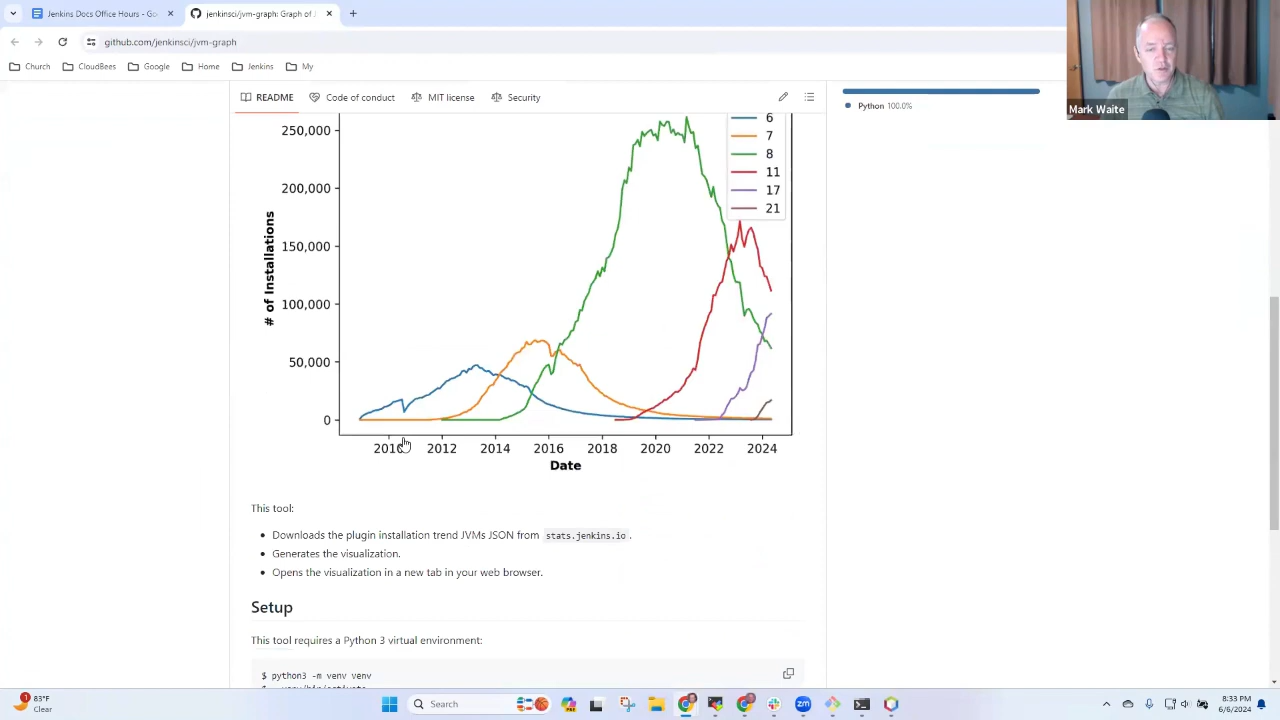 Jenkins Docs Office Hours - Go
jenkinsci/jvm-graph: Graph of J
github.com/jenkinsci/jvm-graph
Church
CloudBees
Google
Home
Jenkins
My
README
Code of conduct
MIT license
Security
Python 100.0%
Mark Waite
6
7
8
11
17
21
250,000
200,000
150,000
100,000
50,000
0
# of Installations
2010 2012 2014 2016 2018 2020 2022 2024
Date
This tool:
Downloads the plugin installation trend JVMs JSON from stats.jenkins.io.
Generates the visualization.
Opens the visualization in a new tab in your web browser.
Setup
This tool requires a Python 3 virtual environment:
$ python3 -m venv venv
1
83°F
Clear
Search
8:33 PM
6/6/2024